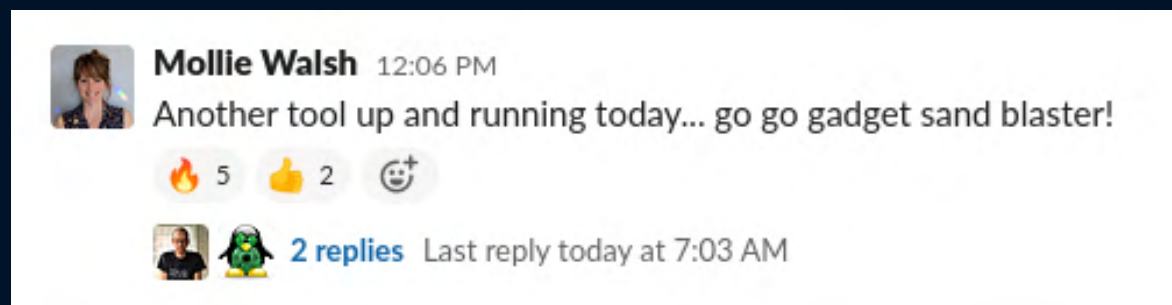 Mollie Walsh 12:06 PM
Another tool up and running today... go go gadget sand blaster!
🔥 5 👍 2
2 replies Last reply today at 7:03 AM